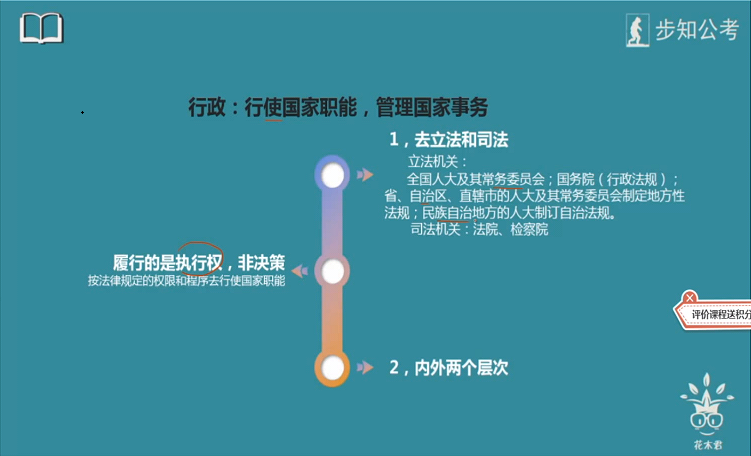 步知公考
行政：行使国家职能，管理国家事务
1，去立法和司法
立法机关：
全国人大及其常务委员会；国务院（行政法规）；
省、自治区、直辖市的人大及其常务委员会制定地方性
法规；民族自治地方的人大制订自治法规。
司法机关：法院、检察院
履行的是执行权，非决策
按法律规定的权限和程序去行使国家职能
评价课程送积分
2，内外两个层次
花木君